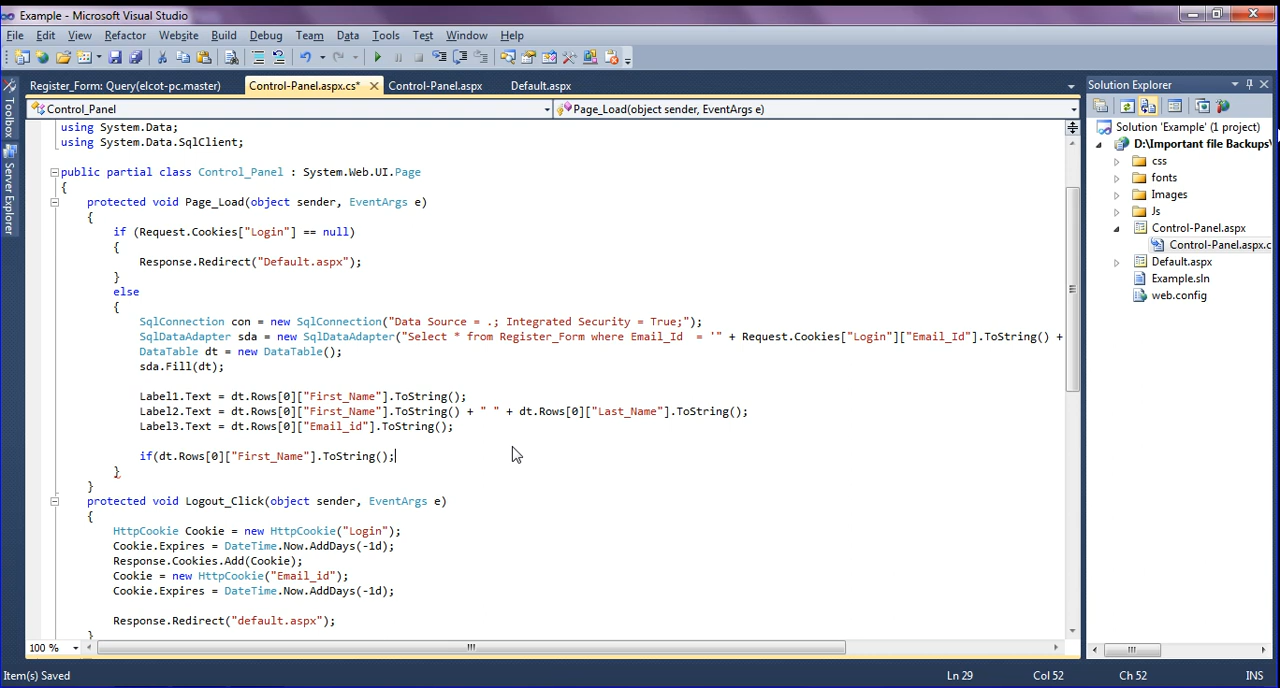 Example - Microsoft Visual Studio
File Edit View Refactor Website Build Debug Team Data Tools Test Window Help
Register_Form: Query(elcot-pc.master) Control-Panel.aspx.cs* Control-Panel.aspx Default.aspx
Control_Panel Page_Load(object sender, EventArgs e)
using System.Data;
using System.Data.SqlClient;
public partial class Control_Panel : System.Web.UI.Page
{
protected void Page_Load(object sender, EventArgs e)
{
if (Request.Cookies["Login"] == null)
{
Response.Redirect("Default.aspx");
}
else
{
SqlConnection con = new SqlConnection("Data Source = .; Integrated Security = True;");
SqlDataAdapter sda = new SqlDataAdapter("Select * from Register_Form where Email_Id  = '" + Request.Cookies["Login"]["Email_Id"].ToString() +
DataTable dt = new DataTable();
sda.Fill(dt);
Label1.Text = dt.Rows[0]["First_Name"].ToString();
Label2.Text = dt.Rows[0]["First_Name"].ToString() + " " + dt.Rows[0]["Last_Name"].ToString();
Label3.Text = dt.Rows[0]["Email_id"].ToString();
if(dt.Rows[0]["First_Name"].ToString();
}
}
protected void Logout_Click(object sender, EventArgs e)
{
HttpCookie Cookie = new HttpCookie("Login");
Cookie.Expires = DateTime.Now.AddDays(-1d);
Response.Cookies.Add(Cookie);
Cookie = new HttpCookie("Email_id");
Cookie.Expires = DateTime.Now.AddDays(-1d);
Response.Redirect("default.aspx");
}
100 %
Toolbox
Server Explorer
Solution Explorer
Solution 'Example' (1 project)
D:\Important file Backups\
css
fonts
Images
Js
Control-Panel.aspx
Control-Panel.aspx.c
Default.aspx
Example.sln
web.config
Item(s) Saved Ln 29 Col 52 Ch 52 INS